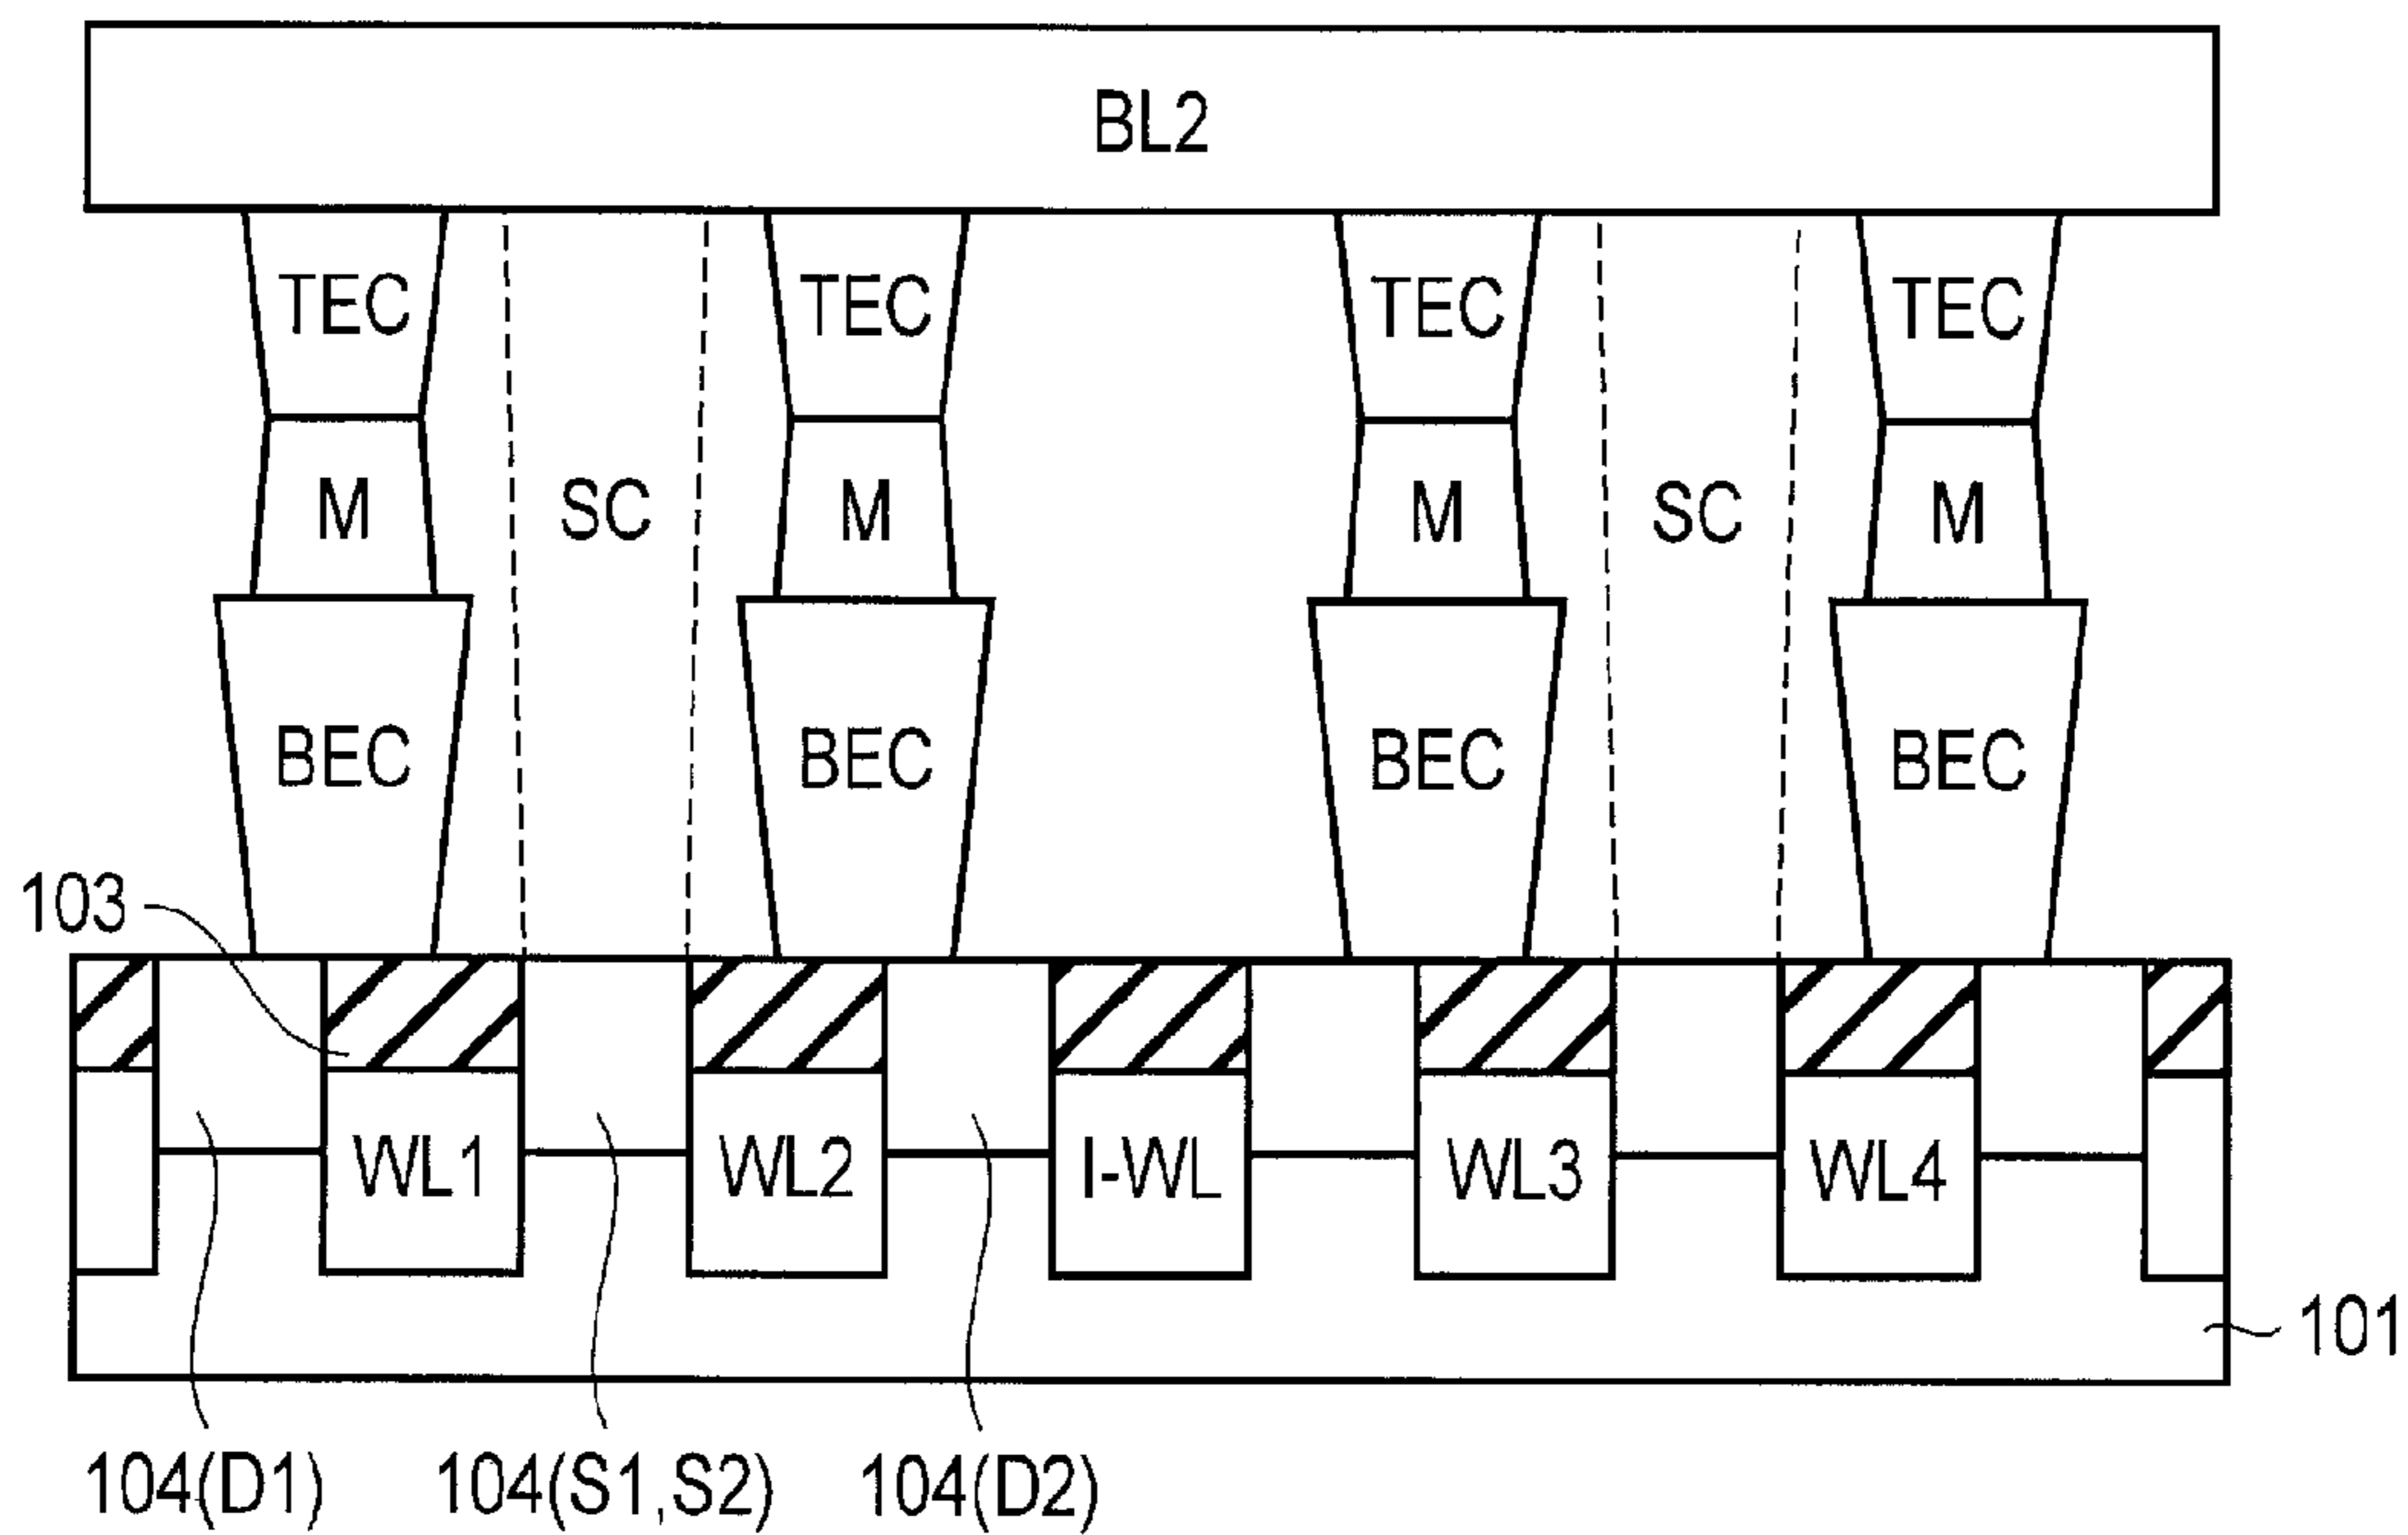 BL2
TEC TEC TEC TEC
M SC M M SC M
BEC BEC BEC BEC
103
WL1 WL2 I-WL WL3 WL4
101
104(D1) 104(S1,S2) 104(D2)